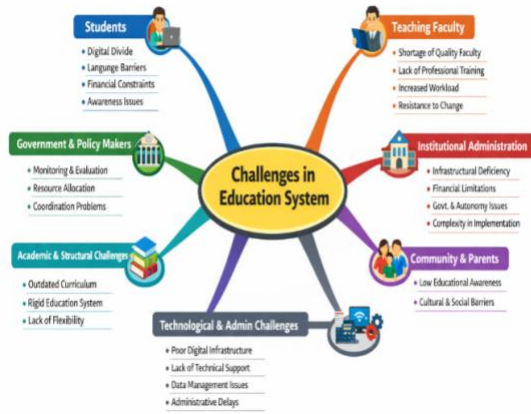 Students
• Digital Divide
• Langunge Barriers
• Financial Constraints
• Awareness Issues
Teaching Faculty
• Shortage of Quality Faculty
• Lack of Professional Training
• Increased Workload
• Resistance to Change
Government & Policy Makers
• Monitoring & Evaluation
• Resource Allocation
• Coordination Problems
Challenges in
Education System
Institutional Administration
• Infrastructural Deficiency
• Financial Limitations
• Govt. & Autonomy Issues
• Complexity in Implementation
Academic & Structural Challenges
• Outdated Curriculum
• Rigid Education System
• Lack of Flexibility
Community & Parents
• Low Educational Awareness
• Cultural & Social Barriers
Technological & Admin Challenges
• Poor Digital Infrastructure
• Lack of Technical Support
• Data Management Issues
• Administrative Delays